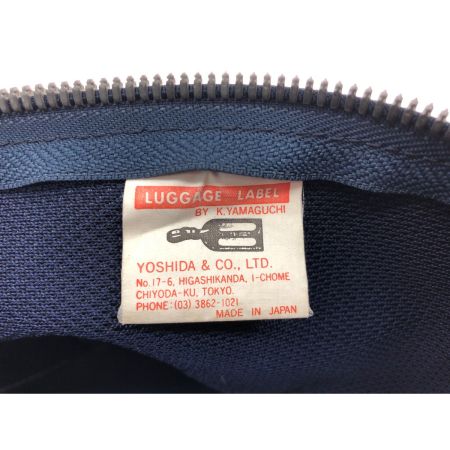 LUGGAGE LABEL
BY K.YAMAGUCHI
YOSHIDA & CO., LTD.
No. 17-6, HIGASHIKANDA, 1-CHOME
CHIYODA-KU, TOKYO.
PHONE: (03) 3862-1021
MADE IN JAPAN